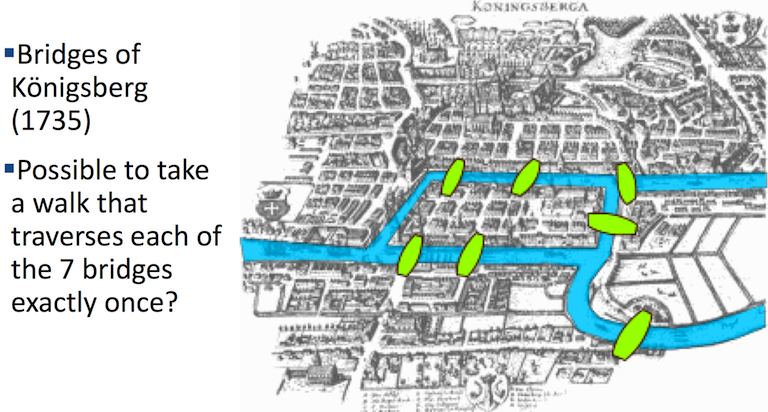 KONINGSBERGA
▪Bridges of
Königsberg
(1735)
▪Possible to take
a walk that
traverses each of
the 7 bridges
exactly once?